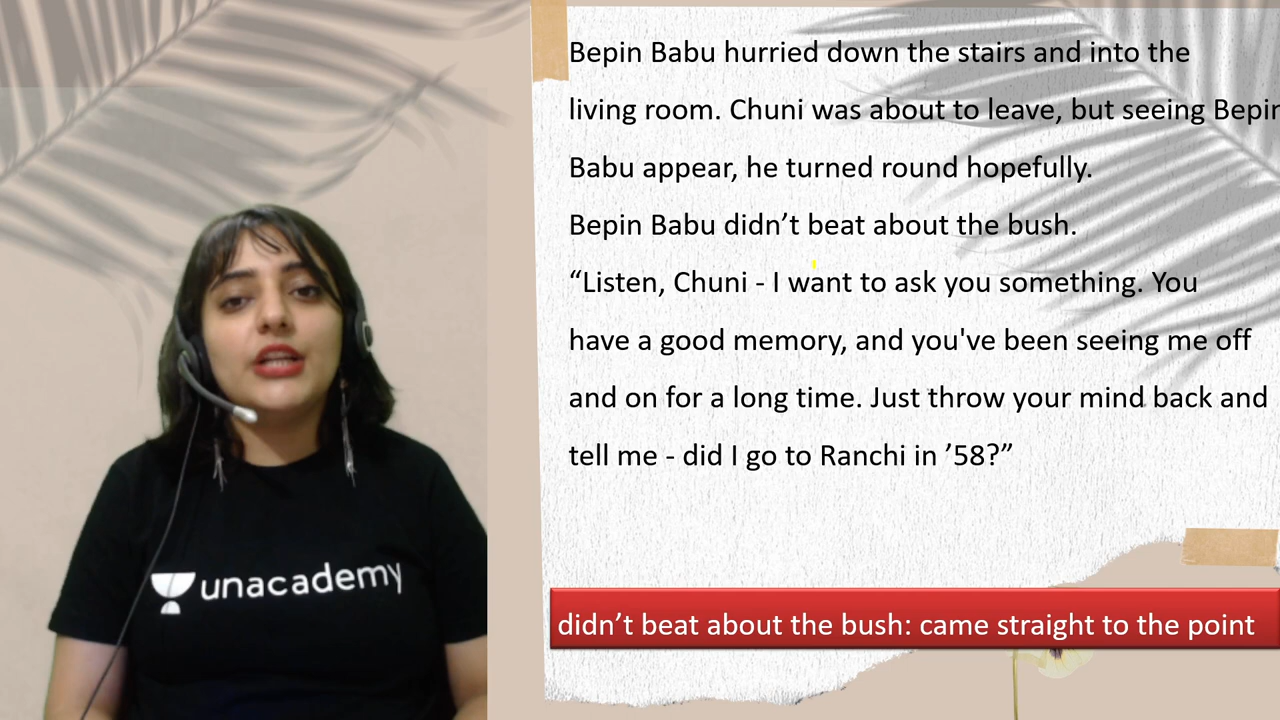 Bepin Babu hurried down the stairs and into the
living room. Chuni was about to leave, but seeing Bepin
Babu appear, he turned round hopefully.
Bepin Babu didn’t beat about the bush.
“Listen, Chuni - I want to ask you something. You
have a good memory, and you've been seeing me off
and on for a long time. Just throw your mind back and
tell me - did I go to Ranchi in ’58?”
didn’t beat about the bush: came straight to the point
unacademy